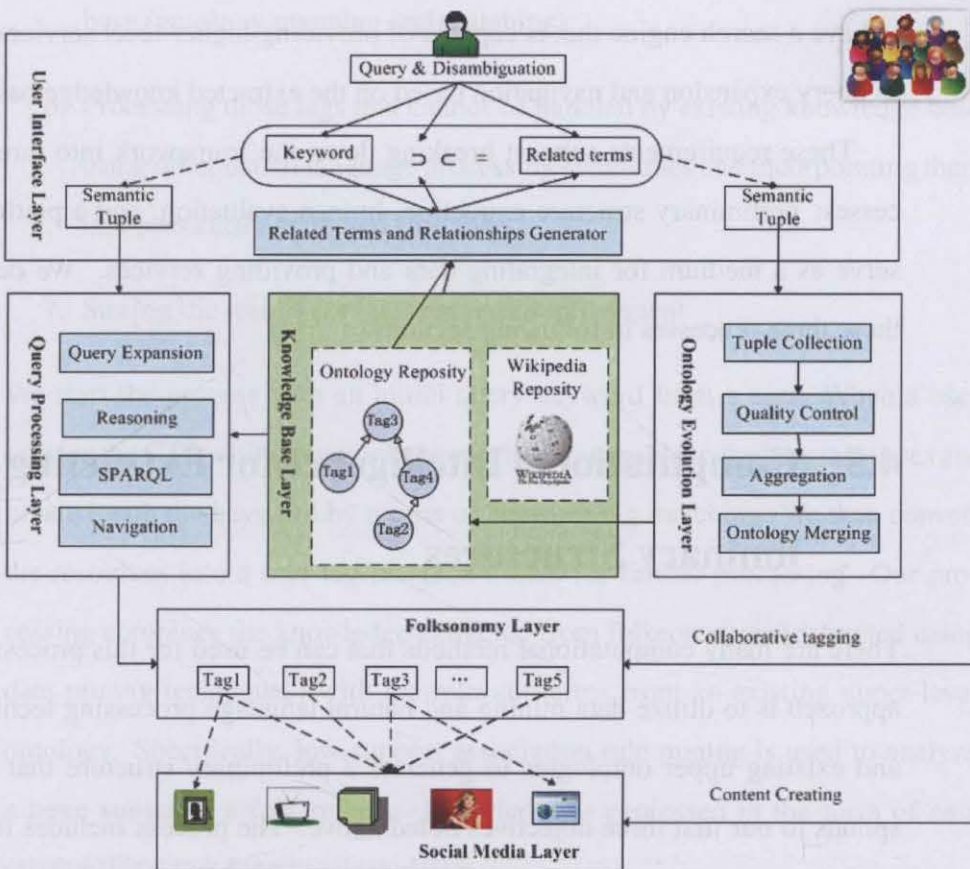 Query & Disambiguation
User Interface Layer
Keyword ⊃ ⊂ = Related terms
Semantic Tuple
Semantic Tuple
Related Terms and Relationships Generator
Query Processing Layer
Query Expansion
Reasoning
SPARQL
Navigation
Knowledge Base Layer
Ontology Reposity
Tag3
Tag1
Tag4
Tag2
Wikipedia Reposity
WIKIPEDIA
Ontology Evolution Layer
Tuple Collection
Quality Control
Aggregation
Ontology Merging
Folksonomy Layer
Tag1 Tag2 Tag3 ... Tag5
Collaborative tagging
Content Creating
Social Media Layer